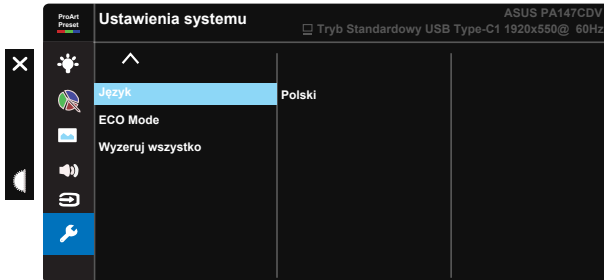 ProArt
Preset
Ustawienia systemu
ASUS PA147CDV
Tryb Standardowy USB Type-C1 1920x550@ 60Hz
Język
Polski
ECO Mode
Wyzeruj wszystko